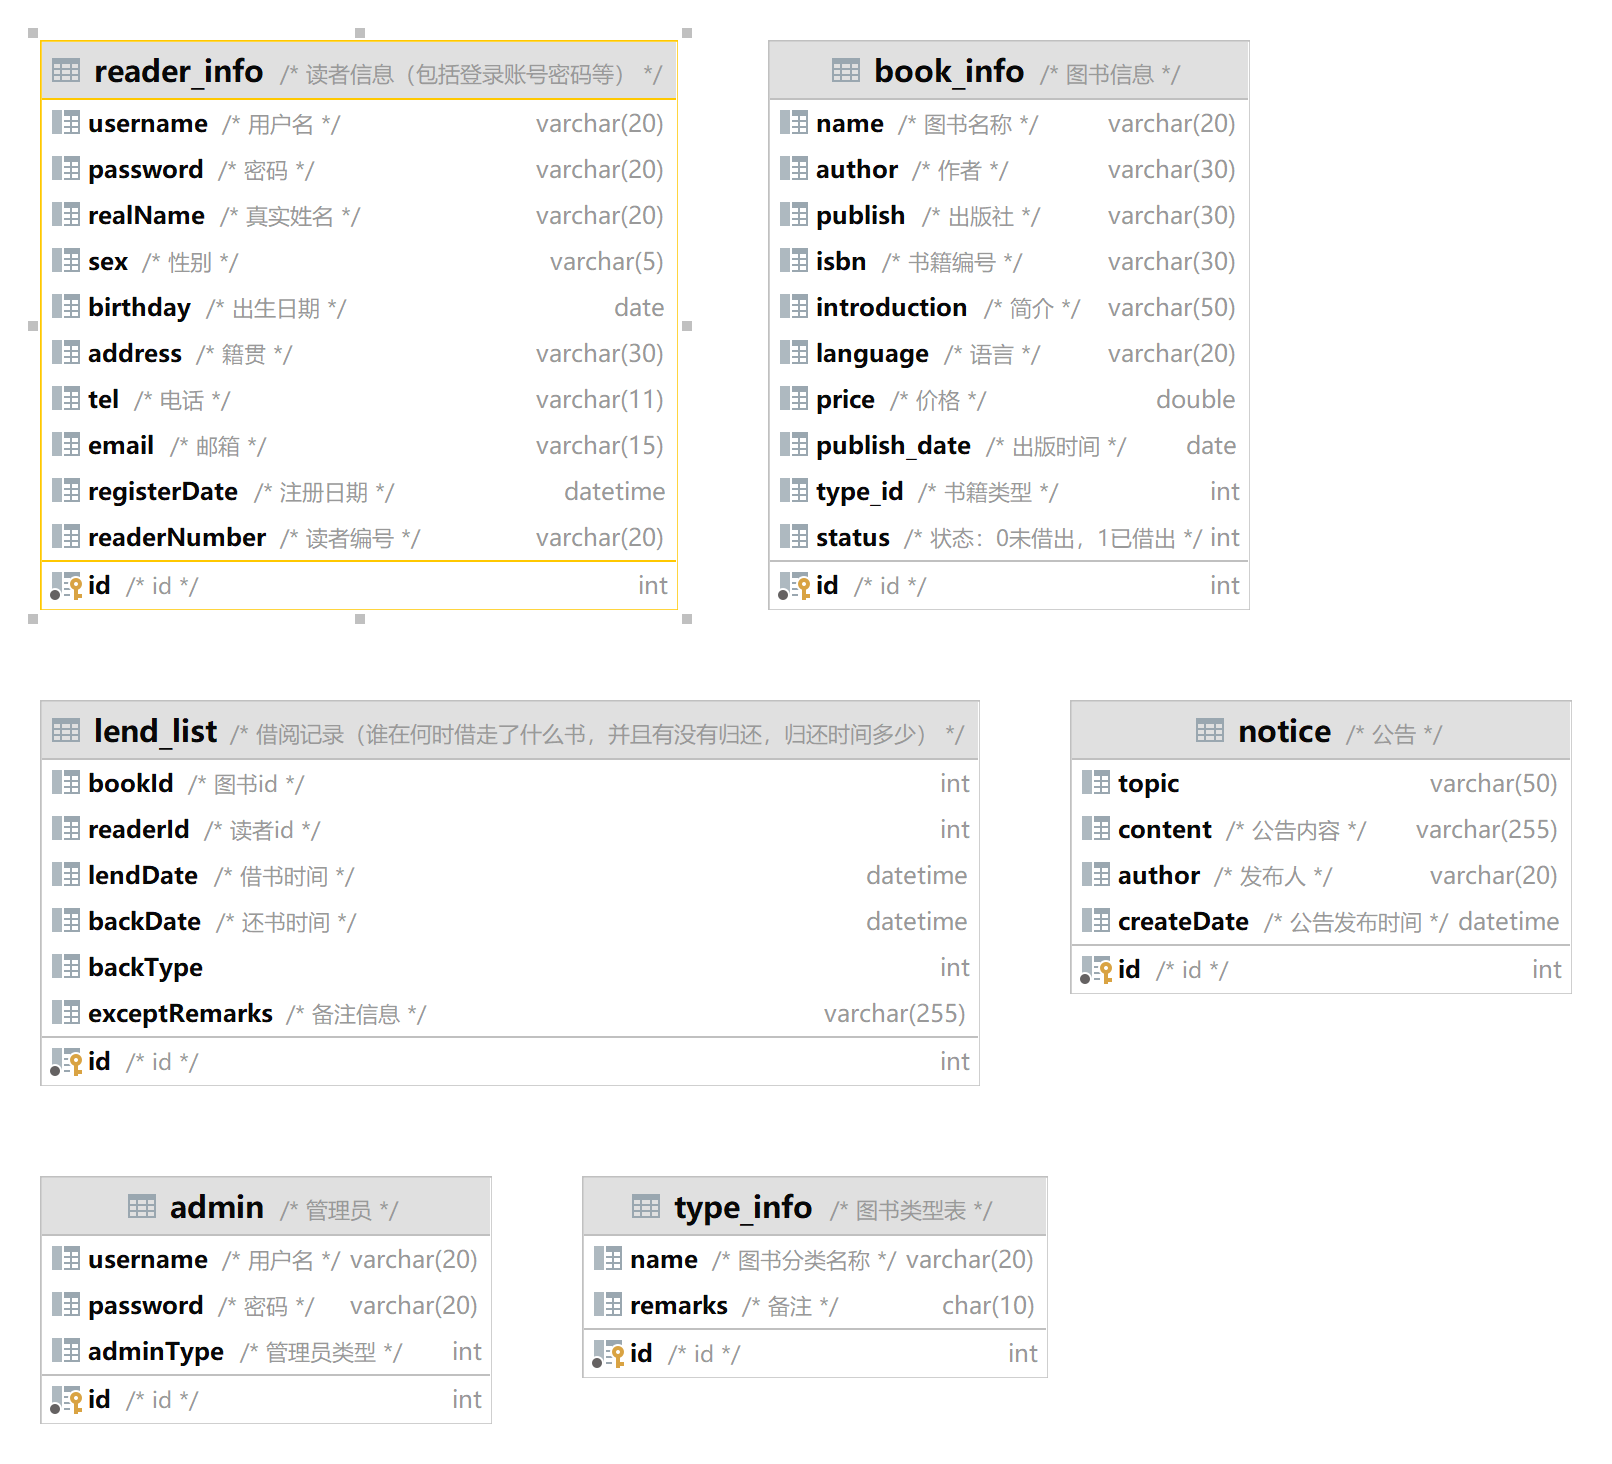 reader_info /* 读者信息（包括登录账号密码等） */
username /* 用户名 */ varchar(20)
password /* 密码 */ varchar(20)
realName /* 真实姓名 */ varchar(20)
sex /* 性别 */ varchar(5)
birthday /* 出生日期 */ date
address /* 籍贯 */ varchar(30)
tel /* 电话 */ varchar(11)
email /* 邮箱 */ varchar(15)
registerDate /* 注册日期 */ datetime
readerNumber /* 读者编号 */ varchar(20)
id /* id */ int
book_info /* 图书信息 */
name /* 图书名称 */ varchar(20)
author /* 作者 */ varchar(30)
publish /* 出版社 */ varchar(30)
isbn /* 书籍编号 */ varchar(30)
introduction /* 简介 */ varchar(50)
language /* 语言 */ varchar(20)
price /* 价格 */ double
publish_date /* 出版时间 */ date
type_id /* 书籍类型 */ int
status /* 状态：0未借出，1已借出 */ int
id /* id */ int
lend_list /* 借阅记录（谁在何时借走了什么书，并且有没有归还，归还时间多少） */
bookId /* 图书id */ int
readerId /* 读者id */ int
lendDate /* 借书时间 */ datetime
backDate /* 还书时间 */ datetime
backType int
exceptRemarks /* 备注信息 */ varchar(255)
id /* id */ int
notice /* 公告 */
topic varchar(50)
content /* 公告内容 */ varchar(255)
author /* 发布人 */ varchar(20)
createDate /* 公告发布时间 */ datetime
id /* id */ int
admin /* 管理员 */
username /* 用户名 */ varchar(20)
password /* 密码 */ varchar(20)
adminType /* 管理员类型 */ int
id /* id */ int
type_info /* 图书类型表 */
name /* 图书分类名称 */ varchar(20)
remarks /* 备注 */ char(10)
id /* id */ int